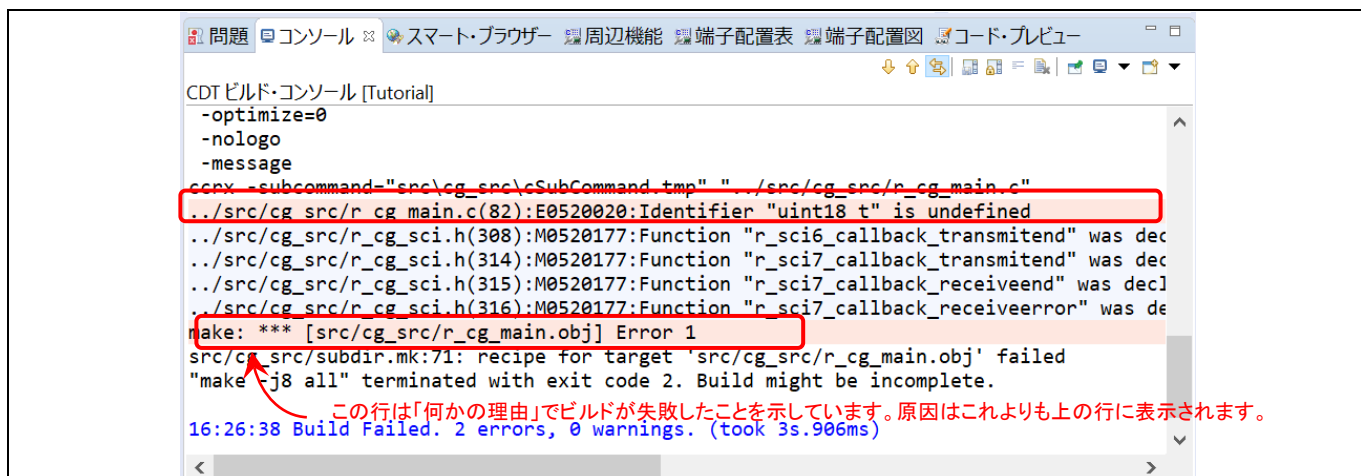 問題 コンソール スマート・ブラウザー 周辺機能 端子配置表 端子配置図 コード・プレビュー
CDT ビルド・コンソール [Tutorial]
-optimize=0
-nologo
-message
ccrx -subcommand="src\cg_src\cSubCommand.tmp" "../src/cg_src/r_cg_main.c"
../src/cg_src/r_cg_main.c(82):E0520020:Identifier "uint18_t" is undefined
../src/cg_src/r_cg_sci.h(308):M0520177:Function "r_sci6_callback_transmitend" was dec
../src/cg_src/r_cg_sci.h(314):M0520177:Function "r_sci7_callback_transmitend" was dec
../src/cg_src/r_cg_sci.h(315):M0520177:Function "r_sci7_callback_receiveend" was decl
../src/cg_src/r_cg_sci.h(316):M0520177:Function "r_sci7_callback_receiveerror" was de
make: *** [src/cg_src/r_cg_main.obj] Error 1
src/cg_src/subdir.mk:71: recipe for target 'src/cg_src/r_cg_main.obj' failed
"make -j8 all" terminated with exit code 2. Build might be incomplete.
この行は「何かの理由」でビルドが失敗したことを示しています。原因はこれよりも上の行に表示されます。
16:26:38 Build Failed. 2 errors, 0 warnings. (took 3s.906ms)